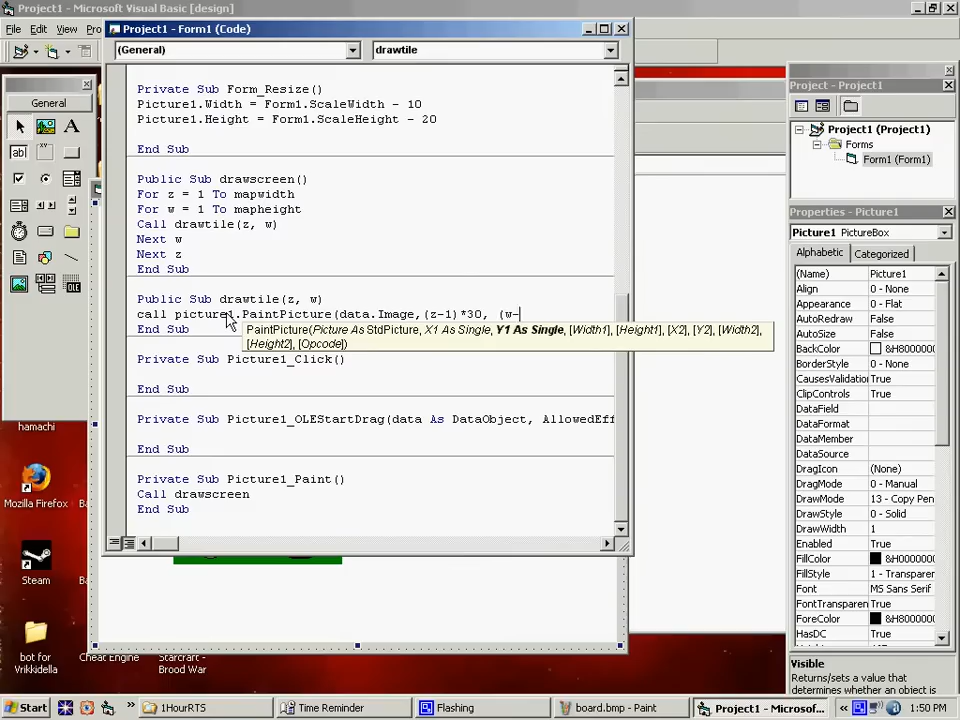 Project1 - Microsoft Visual Basic [design]
File Edit View
Project1 - Form1 (Code)
(General) drawtile
General
Private Sub Form_Resize()
Picture1.Width = Form1.ScaleWidth - 10
Picture1.Height = Form1.ScaleHeight - 20
End Sub
Public Sub drawscreen()
For z = 1 To mapwidth
For w = 1 To mapheight
Call drawtile(z, w)
Next w
Next z
End Sub
Public Sub drawtile(z, w)
call picture1.PaintPicture(data.Image,(z-1)*30, (w-
PaintPicture(Picture As StdPicture, X1 As Single, Y1 As Single, [Width1], [Height1], [X2], [Y2], [Width2],
[Height2], [Opcode])
End Sub
Private Sub Picture1_Click()
End Sub
Private Sub Picture1_OLEStartDrag(data As DataObject, AllowedEff
End Sub
Private Sub Picture1_Paint()
Call drawscreen
End Sub
Project - Project1
Project1 (Project1)
Forms
Form1 (Form1)
Properties - Picture1
Picture1 PictureBox
Alphabetic Categorized
(Name) Picture1
Align 0 - None
Appearance 0 - Flat
AutoRedraw False
AutoSize False
BackColor &H8000000
BorderStyle 0 - None
CausesValidation True
ClipControls True
DataField
DataFormat
DataMember
DataSource
DragIcon (None)
DragMode 0 - Manual
DrawMode 13 - Copy Pen
DrawStyle 0 - Solid
DrawWidth 1
Enabled True
FillColor &H0000000
FillStyle 1 - Transparen
Font MS Sans Serif
FontTransparen True
ForeColor &H8000000
HasDC True
Visible
Returns/sets a value that
determines whether an object is
hamachi
Mozilla Firefox
Steam
bot for
Vrikkidella
Cheat Engine
Starcraft -
Brood War
Start 1HourRTS Time Reminder Flashing board.bmp - Paint Project1 - Microsof... 1:50 PM